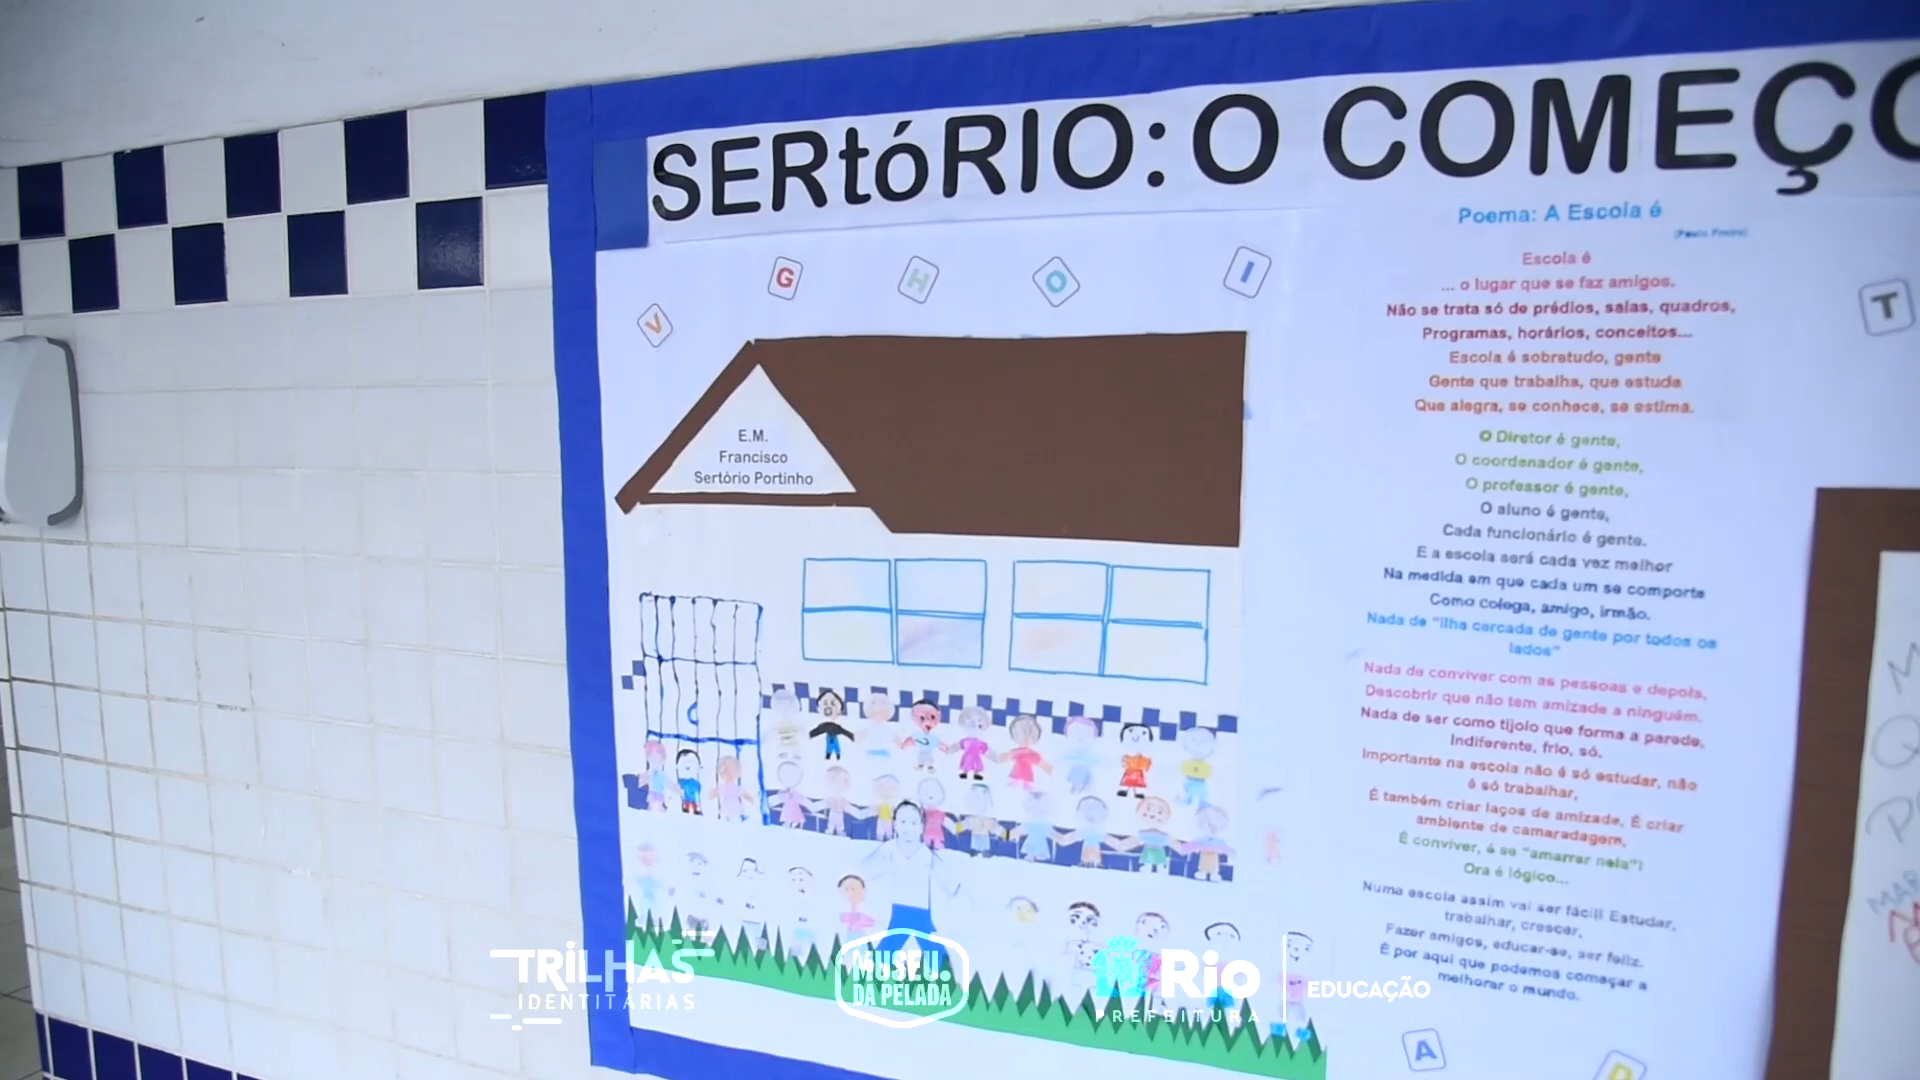 SERtóRIO: O COMEÇO
Poema: A Escola é
(Paulo Freire)
V
G
H
O
I
T
E.M.
Francisco
Sertório Portinho
Escola é
... o lugar que se faz amigos.
Não se trata só de prédios, salas, quadros,
Programas, horários, conceitos...
Escola é sobretudo, gente
Gente que trabalha, que estuda
Que alegra, se conhece, se estima.
O Diretor é gente,
O coordenador é gente,
O professor é gente,
O aluno é gente,
Cada funcionário é gente.
E a escola será cada vez melhor
Na medida em que cada um se comporte
Como colega, amigo, irmão.
Nada de "ilha cercada de gente por todos os
lados"
Nada de conviver com as pessoas e depois,
Descobrir que não tem amizade a ninguém.
Nada de ser como tijolo que forma a parede,
Indiferente, frio, só.
Importante na escola não é só estudar, não
é só trabalhar,
É também criar laços de amizade, É criar
ambiente de camaradagem,
É conviver, é se "amarrar nela"!
Ora é lógico...
Numa escola assim vai ser fácil! Estudar,
trabalhar, crescer,
Fazer amigos, educar-se, ser feliz.
É por aqui que podemos começar a
melhorar o mundo.
A
TRILHAS
IDENTITÁRIAS
MUSEU.
DA PELADA
Rio
PREFEITURA
EDUCAÇÃO